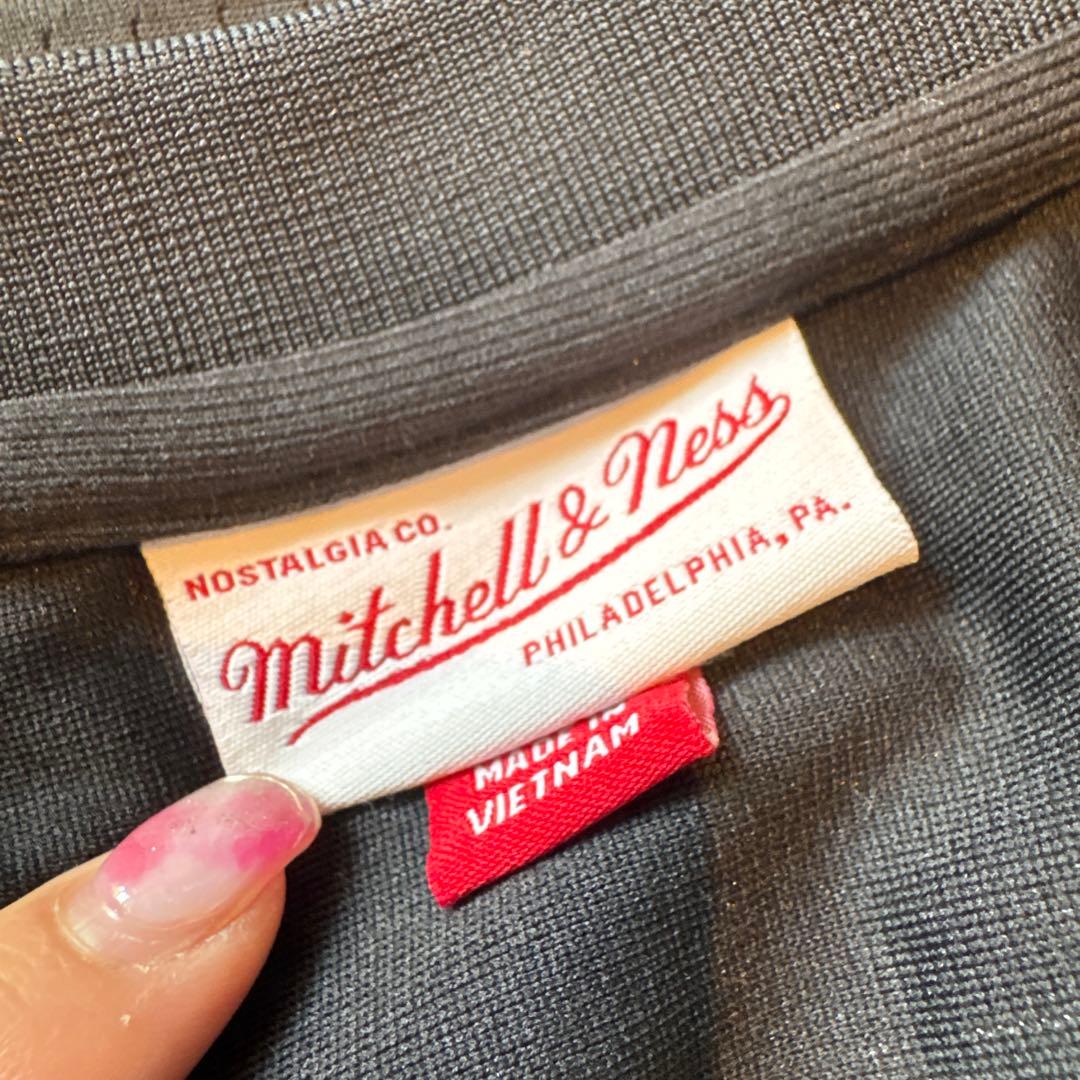 NOSTALGIA CO.
Mitchell & Ness
PHILADELPHIA, PA.
MADE IN
VIETNAM